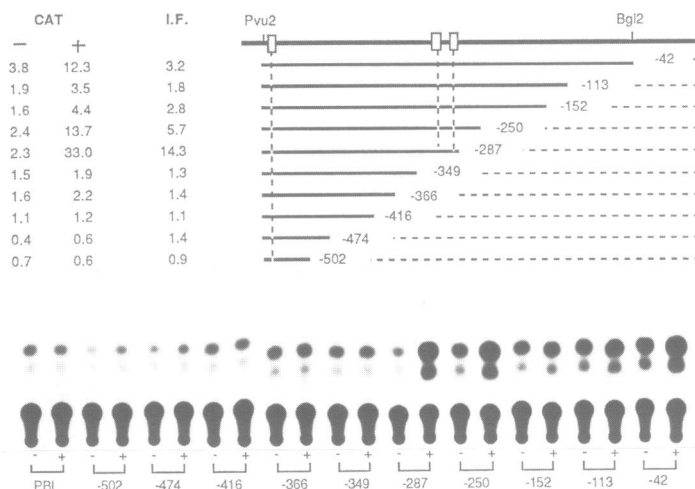 CAT I.F. Pvu2 Bgl2
− +
3.8 12.3 3.2 -42
1.9 3.5 1.8 -113
1.6 4.4 2.8 -152
2.4 13.7 5.7 -250
2.3 33.0 14.3 -287
1.5 1.9 1.3 -349
1.6 2.2 1.4 -366
1.1 1.2 1.1 -416
0.4 0.6 1.4 -474
0.7 0.6 0.9 -502
- + - + - + - + - + - + - + - + - + - + - +
PBL -502 -474 -416 -366 -349 -287 -250 -152 -113 -42